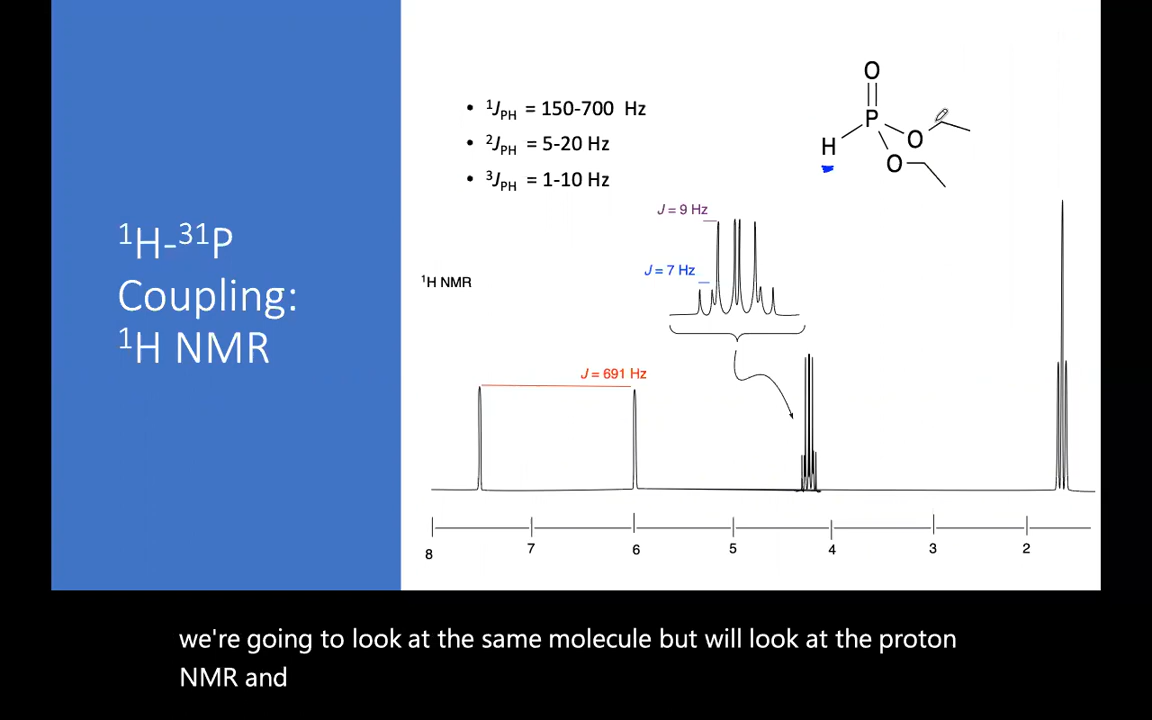 ¹H-³¹P
Coupling:
¹H NMR
• ¹J_PH = 150-700 Hz
• ²J_PH = 5-20 Hz
• ³J_PH = 1-10 Hz
O
P
H
O
O
J = 9 Hz
J = 7 Hz
¹H NMR
J = 691 Hz
8 7 6 5 4 3 2
we're going to look at the same molecule but will look at the proton
NMR and